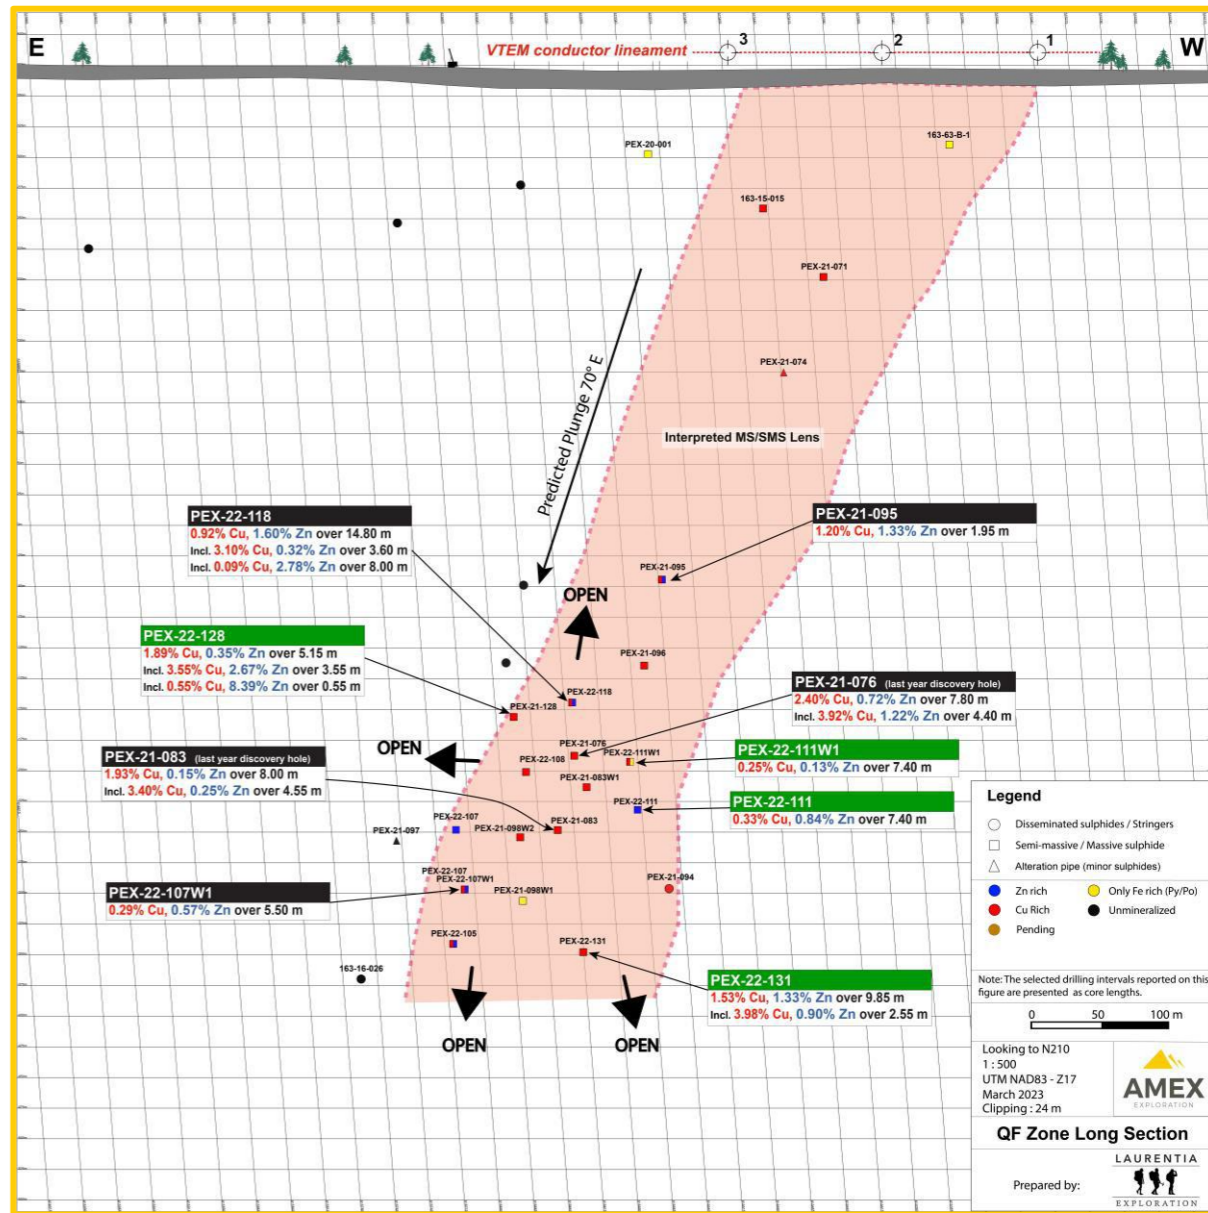 E
VTEM conductor lineament
3
2
1
W
163-63-B-1
PEX-20-001
163-15-015
PEX-21-071
PEX-21-074
Predicted Plunge 70° E
Interpreted MS/SMS Lens
PEX-22-118
0.92% Cu, 1.60% Zn over 14.80 m
Incl. 3.10% Cu, 0.32% Zn over 3.60 m
Incl. 0.09% Cu, 2.78% Zn over 8.00 m
PEX-21-095
1.20% Cu, 1.33% Zn over 1.95 m
PEX-21-095
OPEN
PEX-22-128
1.89% Cu, 0.35% Zn over 5.15 m
Incl. 3.55% Cu, 2.67% Zn over 3.55 m
Incl. 0.55% Cu, 8.39% Zn over 0.55 m
PEX-21-096
PEX-22-118
PEX-21-128
PEX-21-076 (last year discovery hole)
2.40% Cu, 0.72% Zn over 7.80 m
Incl. 3.92% Cu, 1.22% Zn over 4.40 m
OPEN
PEX-21-076
PEX-22-111W1
PEX-22-108
PEX-21-083 (last year discovery hole)
1.93% Cu, 0.15% Zn over 8.00 m
Incl. 3.40% Cu, 0.25% Zn over 4.55 m
PEX-22-111W1
0.25% Cu, 0.13% Zn over 7.40 m
PEX-21-083W1
PEX-22-111
PEX-22-111
0.33% Cu, 0.84% Zn over 7.40 m
PEX-22-107
PEX-21-083
PEX-21-097
PEX-21-098W2
PEX-22-107
PEX-22-107W1
PEX-21-094
PEX-22-107W1
0.29% Cu, 0.57% Zn over 5.50 m
PEX-21-098W1
PEX-22-105
PEX-22-131
163-16-026
PEX-22-131
1.53% Cu, 1.33% Zn over 9.85 m
Incl. 3.98% Cu, 0.90% Zn over 2.55 m
OPEN
OPEN
Legend
Disseminated sulphides / Stringers
Semi-massive / Massive sulphide
Alteration pipe (minor sulphides)
Zn rich
Only Fe rich (Py/Po)
Cu Rich
Unmineralized
Pending
Note: The selected drilling intervals reported on this
figure are presented as core lengths.
0 50 100 m
Looking to N210
1 : 500
UTM NAD83 - Z17
March 2023
Clipping : 24 m
AMEX
EXPLORATION
QF Zone Long Section
Prepared by:
LAURENTIA
EXPLORATION